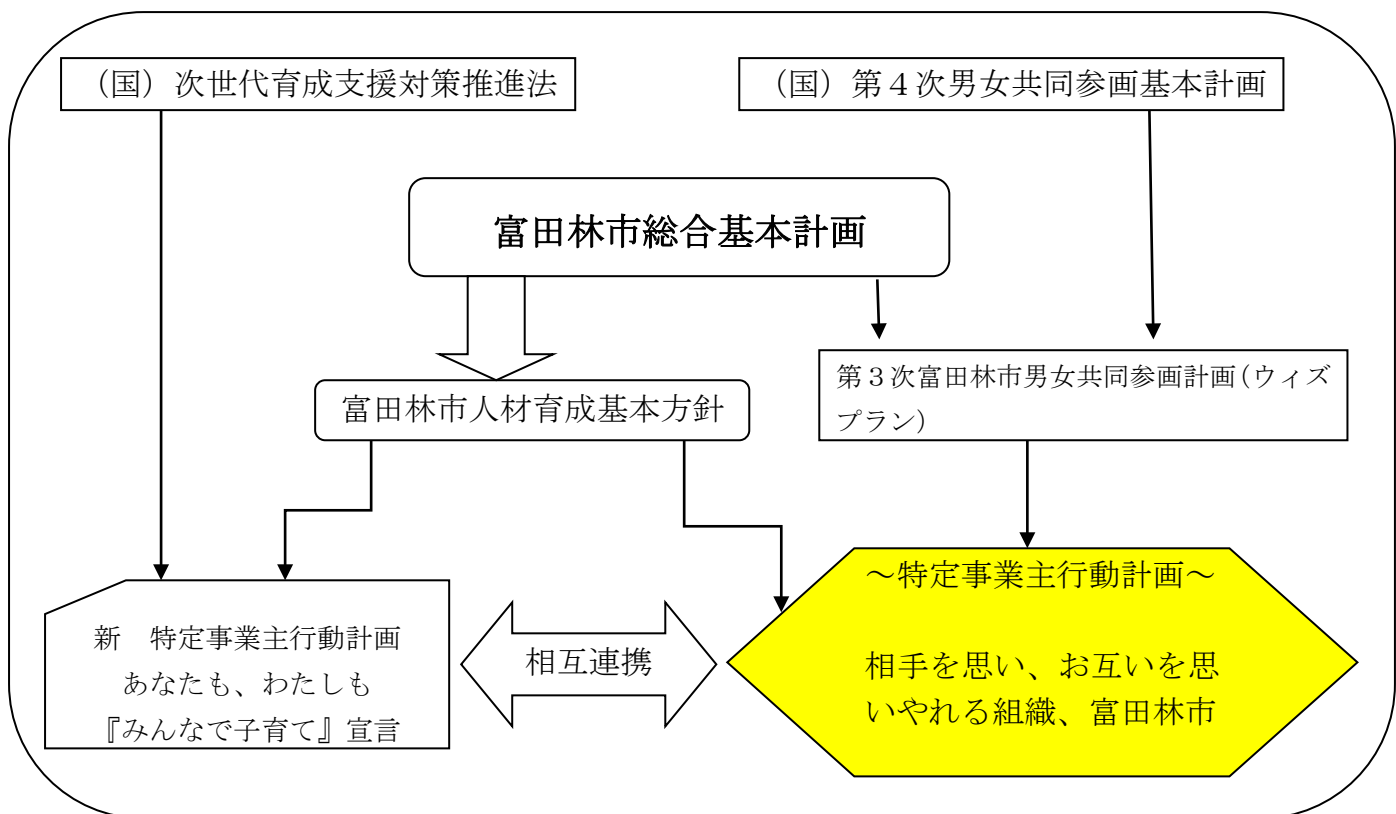 （国）次世代育成支援対策推進法
（国）第４次男女共同参画基本計画
富田林市総合基本計画
富田林市人材育成基本方針
第３次富田林市男女共同参画計画（ウィズ
プラン）
新　特定事業主行動計画
あなたも、わたしも
『みんなで子育て』宣言
相互連携
～特定事業主行動計画～
相手を思い、お互いを思
いやれる組織、富田林市